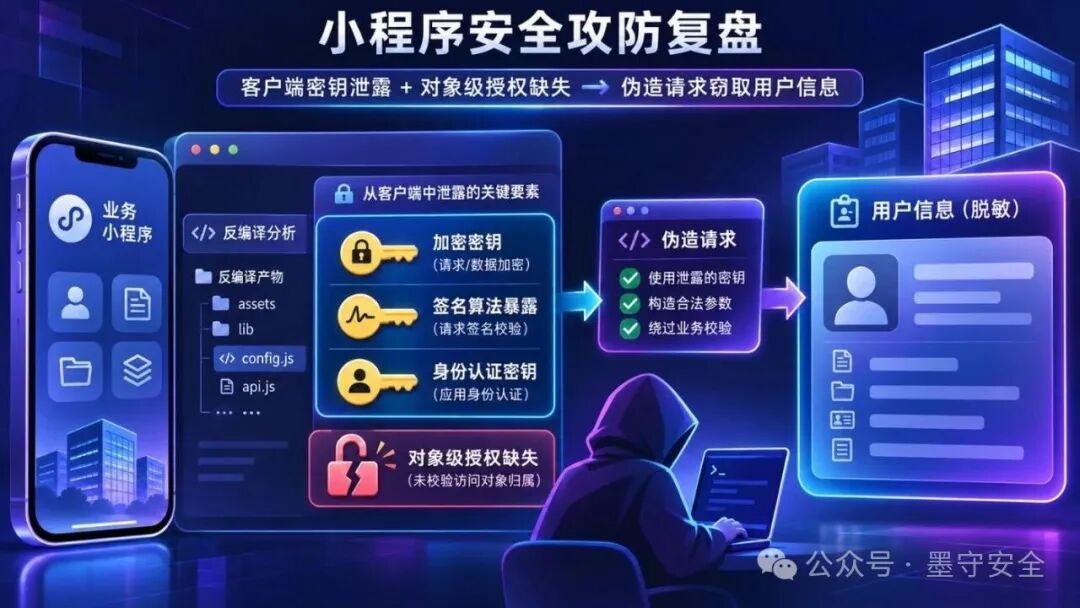 小程序安全攻防复盘
客户端密钥泄露 + 对象级授权缺失 → 伪造请求窃取用户信息
业务
小程序
</> 反编译分析
反编译产物
assets
lib
</> config.js
api.js
从客户端中泄露的关键要素
加密密钥
(请求/数据加密)
签名算法暴露
(请求签名校验)
身份认证密钥
(应用身份认证)
对象级授权缺失
(未校验访问对象归属)
</> 伪造请求
使用泄露的密钥
构造合法参数
绕过业务校验
用户信息 (脱敏)
>_
公众号 · 墨守安全